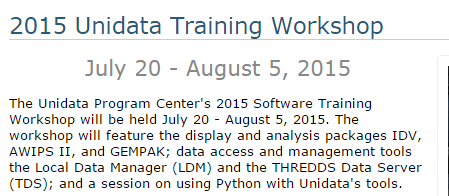 2015 Unidata Training Workshop
July 20 - August 5, 2015
The Unidata Program Center's 2015 Software Training
Workshop will be held July 20 - August 5, 2015. The
workshop will feature the display and analysis packages IDV,
AWIPS II, and GEMPAK; data access and management tools
the Local Data Manager (LDM) and the THREDDS Data Server
(TDS); and a session on using Python with Unidata's tools.